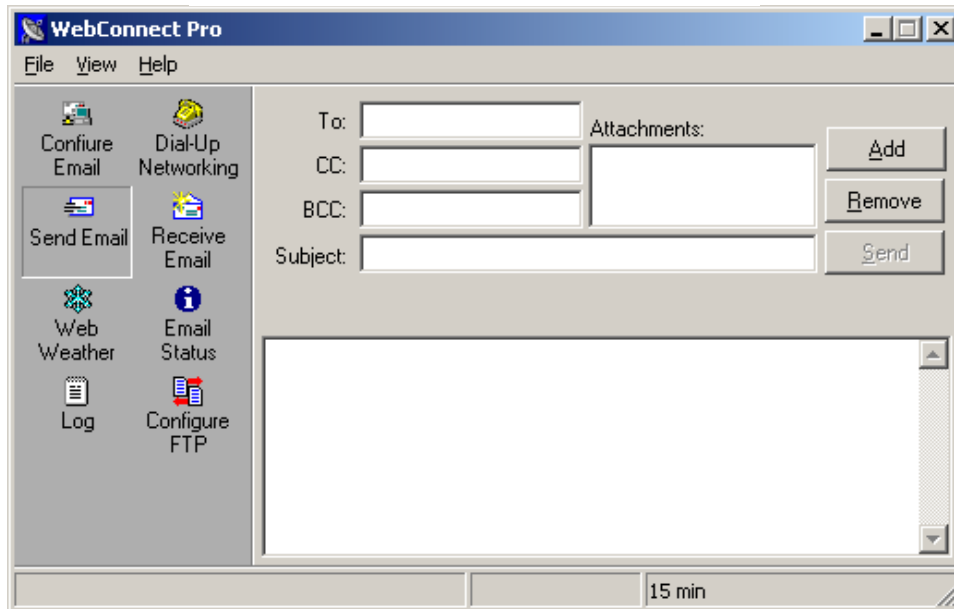 WebConnect Pro
File View Help
Confiure
Email
Dial-Up
Networking
Send Email
Receive
Email
Web
Weather
Email
Status
Log
Configure
FTP
To:
CC:
BCC:
Subject:
Attachments:
Add
Remove
Send
15 min